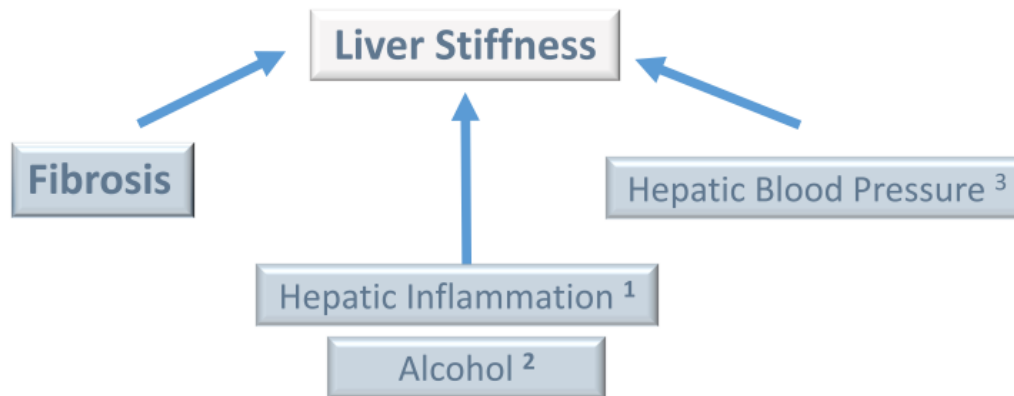 Liver Stiffness
Fibrosis
Hepatic Blood Pressure ³
Hepatic Inflammation ¹
Alcohol ²